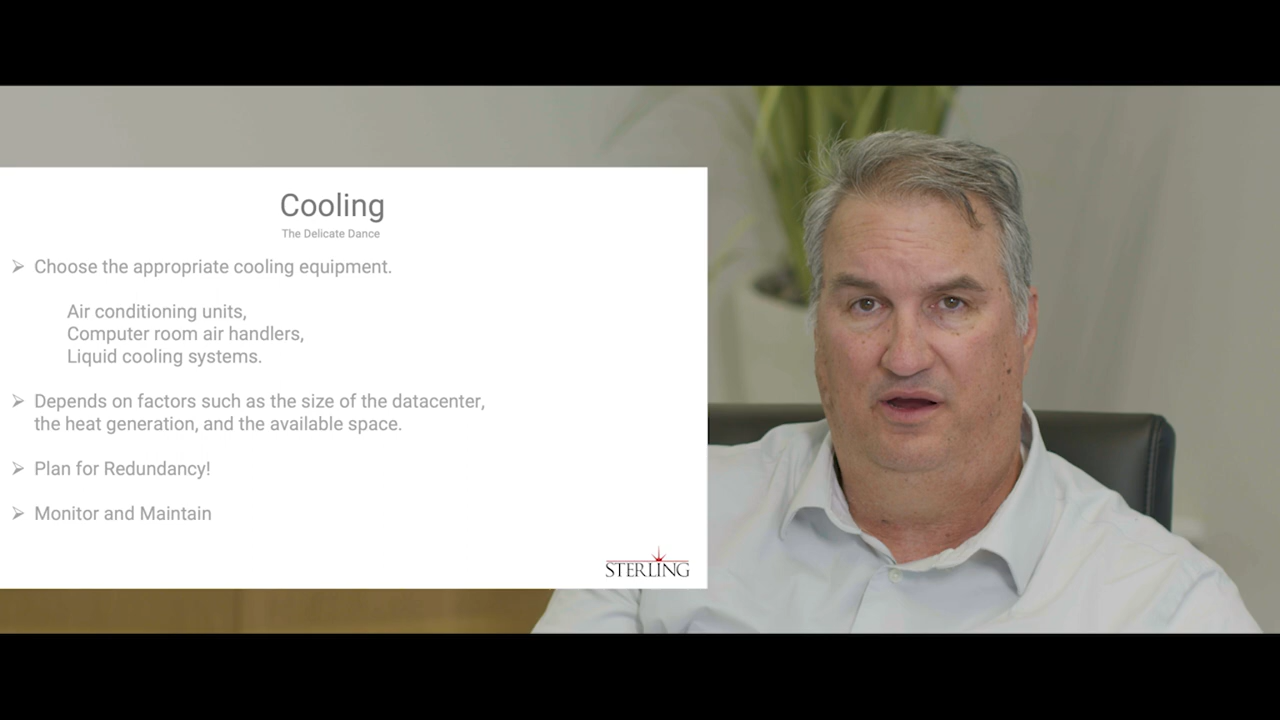 Cooling
The Delicate Dance
➢ Choose the appropriate cooling equipment.
Air conditioning units,
Computer room air handlers,
Liquid cooling systems.
➢ Depends on factors such as the size of the datacenter,
the heat generation, and the available space.
➢ Plan for Redundancy!
➢ Monitor and Maintain
STERLING